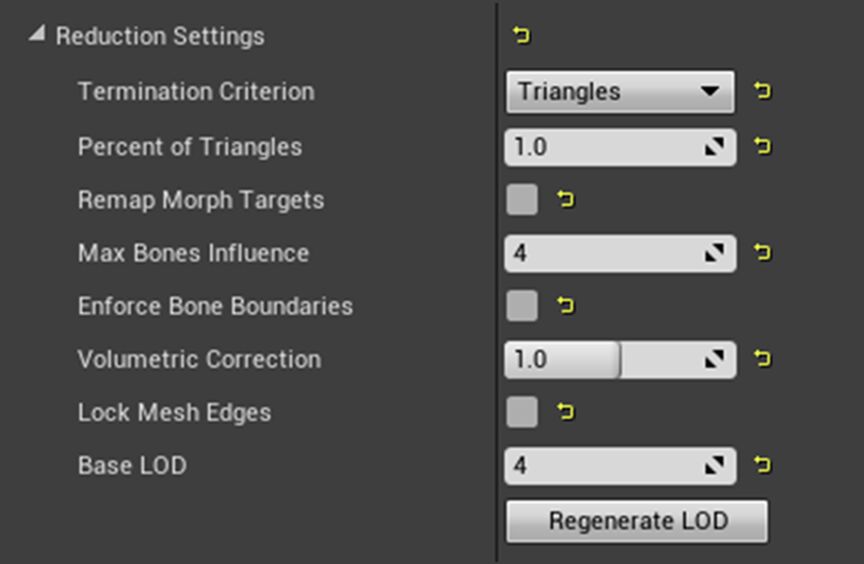 Reduction Settings
Termination Criterion Triangles
Percent of Triangles 1.0
Remap Morph Targets
Max Bones Influence 4
Enforce Bone Boundaries
Volumetric Correction 1.0
Lock Mesh Edges
Base LOD 4
Regenerate LOD